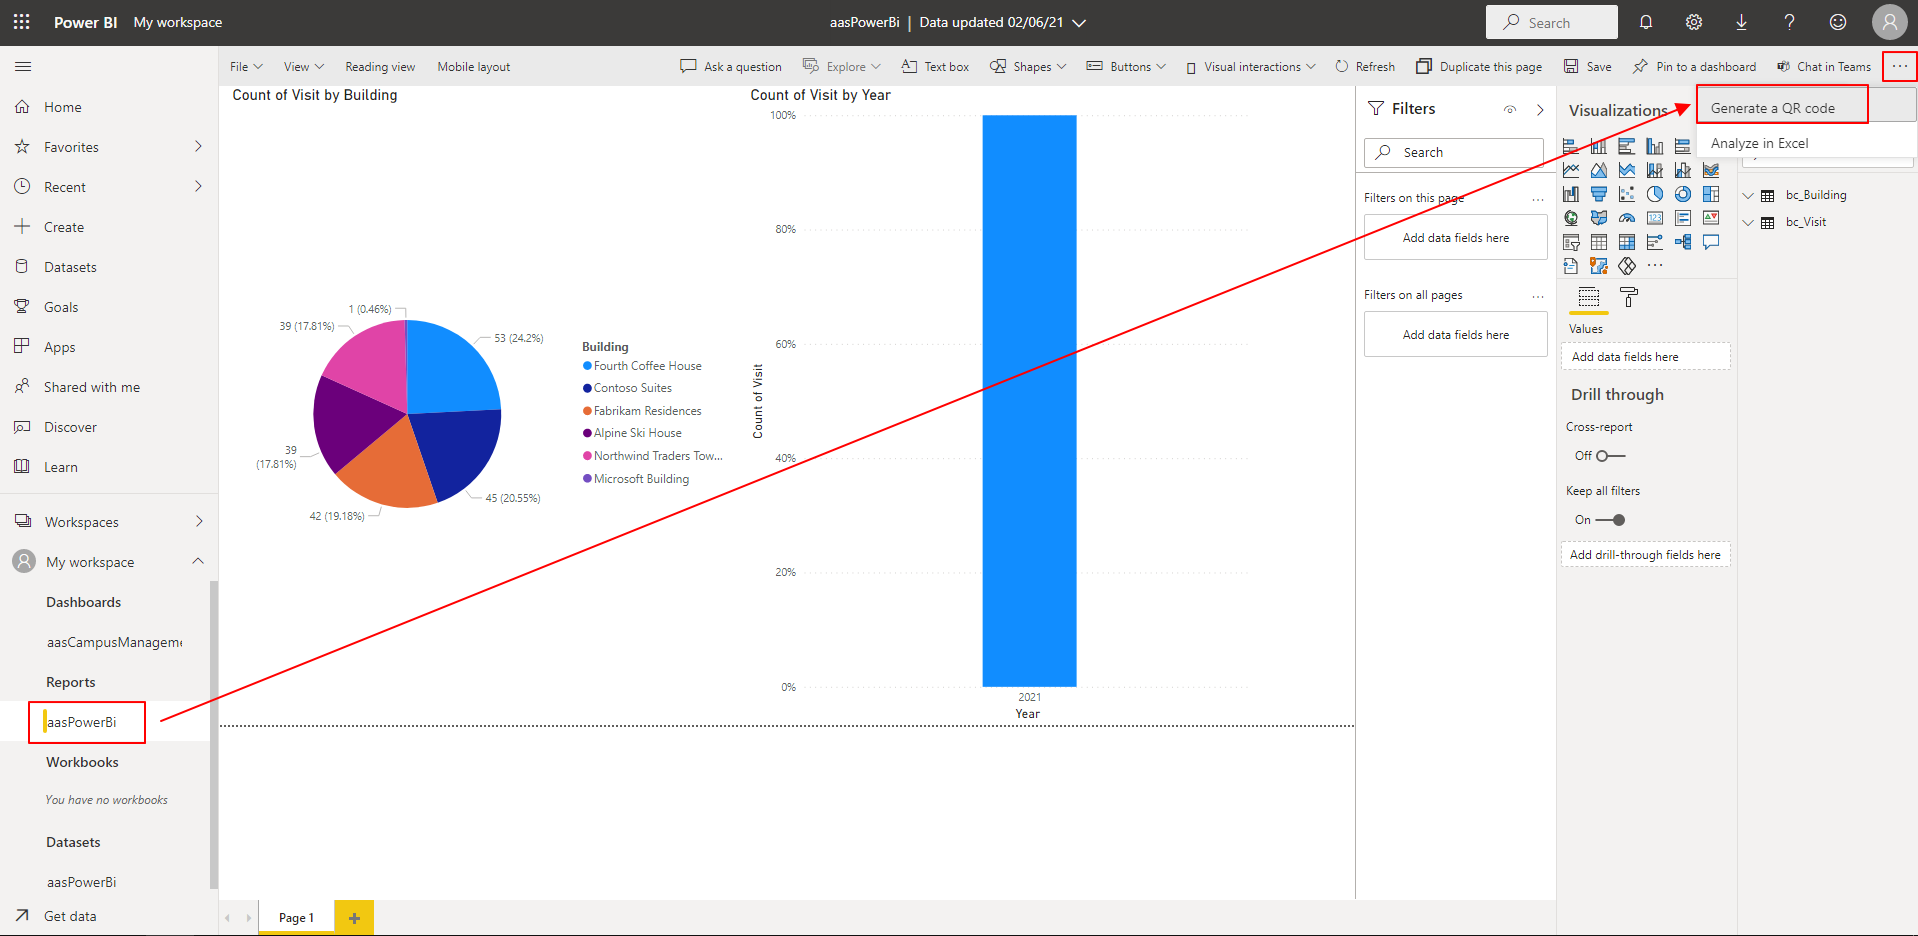 Power BI My workspace
aasPowerBi | Data updated 02/06/21
Search
File View Reading view Mobile layout
Ask a question Explore Text box Shapes Buttons Visual interactions Refresh Duplicate this page Save Pin to a dashboard Chat in Teams ...
Generate a QR code
Analyze in Excel
Home
Favorites
Recent
Create
Datasets
Goals
Apps
Shared with me
Discover
Learn
Workspaces
My workspace
Dashboards
aasCampusManageme
Reports
aasPowerBi
Workbooks
You have no workbooks
Datasets
aasPowerBi
Get data
Count of Visit by Building
1 (0.46%)
39 (17.81%)
53 (24.2%)
39
(17.81%)
45 (20.55%)
42 (19.18%)
Building
Fourth Coffee House
Contoso Suites
Fabrikam Residences
Alpine Ski House
Northwind Traders Tow...
Microsoft Building
Count of Visit by Year
100%
80%
60%
40%
20%
0%
Count of Visit
2021
Year
Page 1
Filters
Search
Filters on this page ...
Add data fields here
Filters on all pages ...
Add data fields here
Visualizations
123
...
Values
Add data fields here
Drill through
Cross-report
Off
Keep all filters
On
Add drill-through fields here
bc_Building
bc_Visit